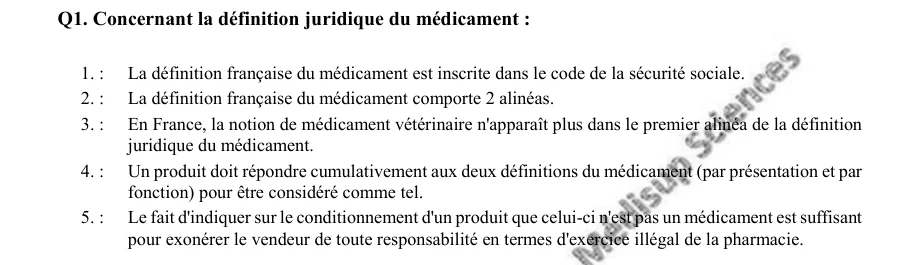 Q1. Concernant la définition juridique du médicament :
1. : La définition française du médicament est inscrite dans le code de la sécurité sociale.
2. : La définition française du médicament comporte 2 alinéas.
3. : En France, la notion de médicament vétérinaire n'apparaît plus dans le premier alinéa de la définition
juridique du médicament.
4. : Un produit doit répondre cumulativement aux deux définitions du médicament (par présentation et par
fonction) pour être considéré comme tel.
5. : Le fait d'indiquer sur le conditionnement d'un produit que celui-ci n'est pas un médicament est suffisant
pour exonérer le vendeur de toute responsabilité en termes d'exercice illégal de la pharmacie.
Médisup Sciences